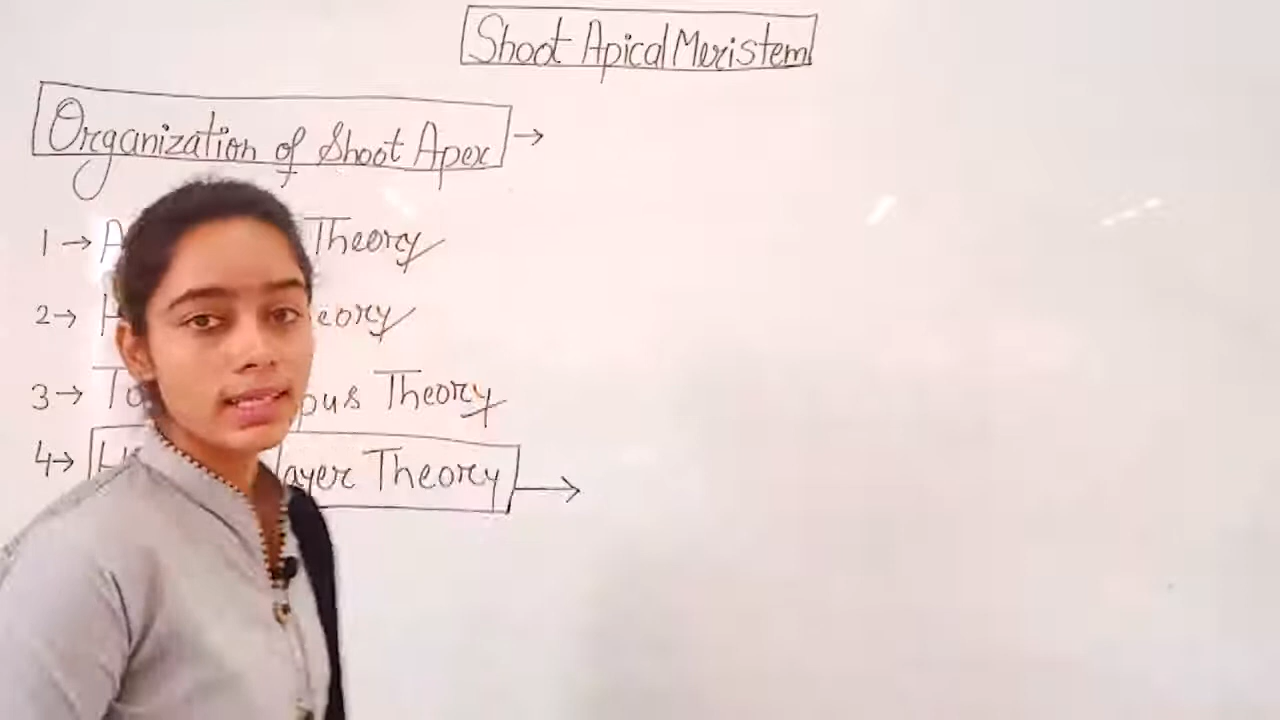 Shoot Apical Meristem
Organization of Shoot Apex →
1 → A Theory
2 → H eory
3 → To pus Theory
4 → ayer Theory →